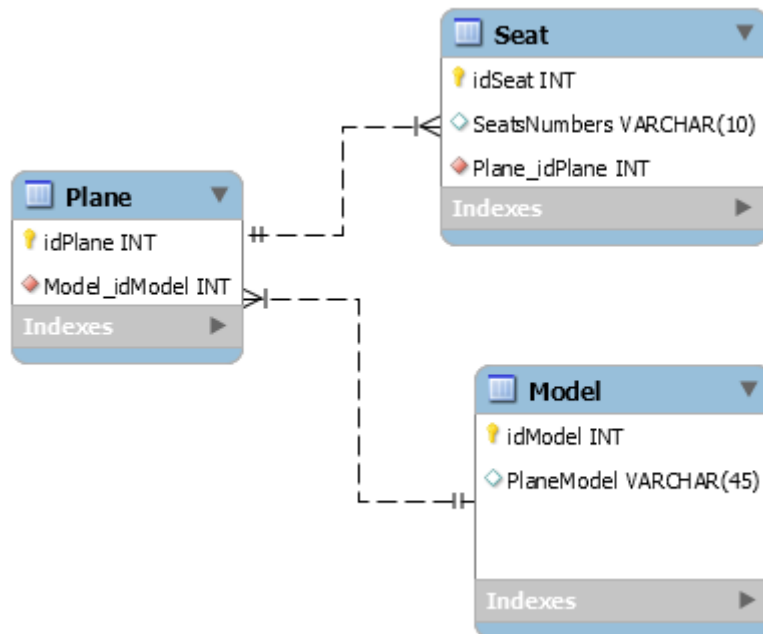 Seat
idSeat INT
SeatsNumbers VARCHAR(10)
Plane_idPlane INT
Indexes
Plane
idPlane INT
Model_idModel INT
Indexes
Model
idModel INT
PlaneModel VARCHAR(45)
Indexes